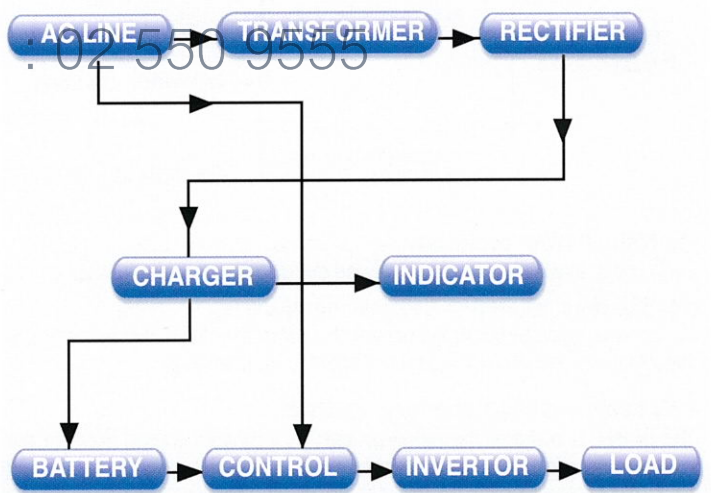 AC LINE TRANSFORMER RECTIFIER
: 02 550 9555
CHARGER INDICATOR
BATTERY CONTROL INVERTOR LOAD